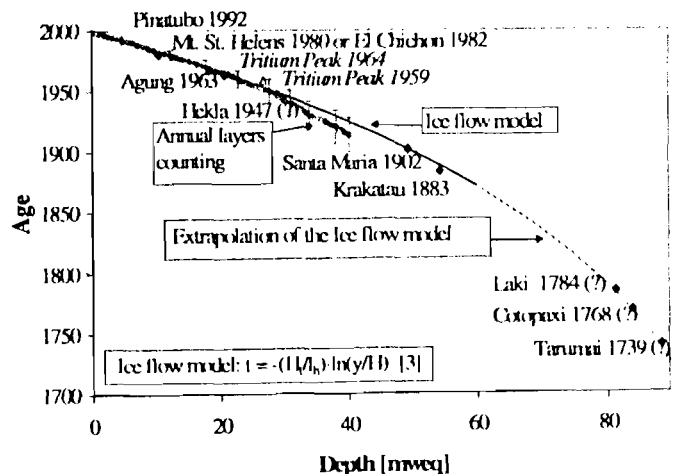 Pinatubo 1992
Mt. St. Helens 1980 or El Chichon 1982
Tritium Peak 1964
Agung 1963
Tritium Peak 1959
Hekla 1947 (?)
Ice flow model
Annual layers
counting
Santa Maria 1902
Krakatau 1883
Extrapolation of the Ice flow model
Laki 1784 (?)
Cotopaxi 1768 (?)
Tarumai 1739 (?)
Ice flow model: t = -(H/lh)·ln(y/H) [3]
Age
2000
1950
1900
1850
1800
1750
1700
0
20
40
60
80
Depth [mweq]